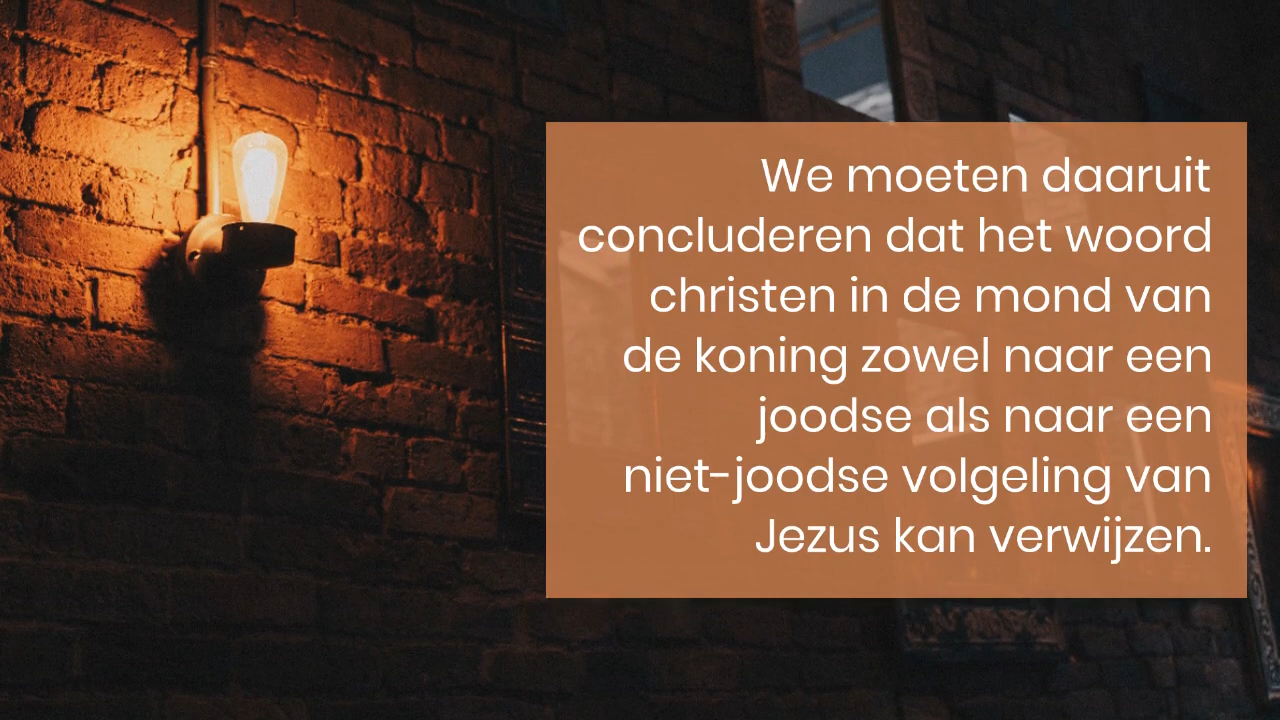 We moeten daaruit
concluderen dat het woord
christen in de mond van
de koning zowel naar een
joodse als naar een
niet-joodse volgeling van
Jezus kan verwijzen.